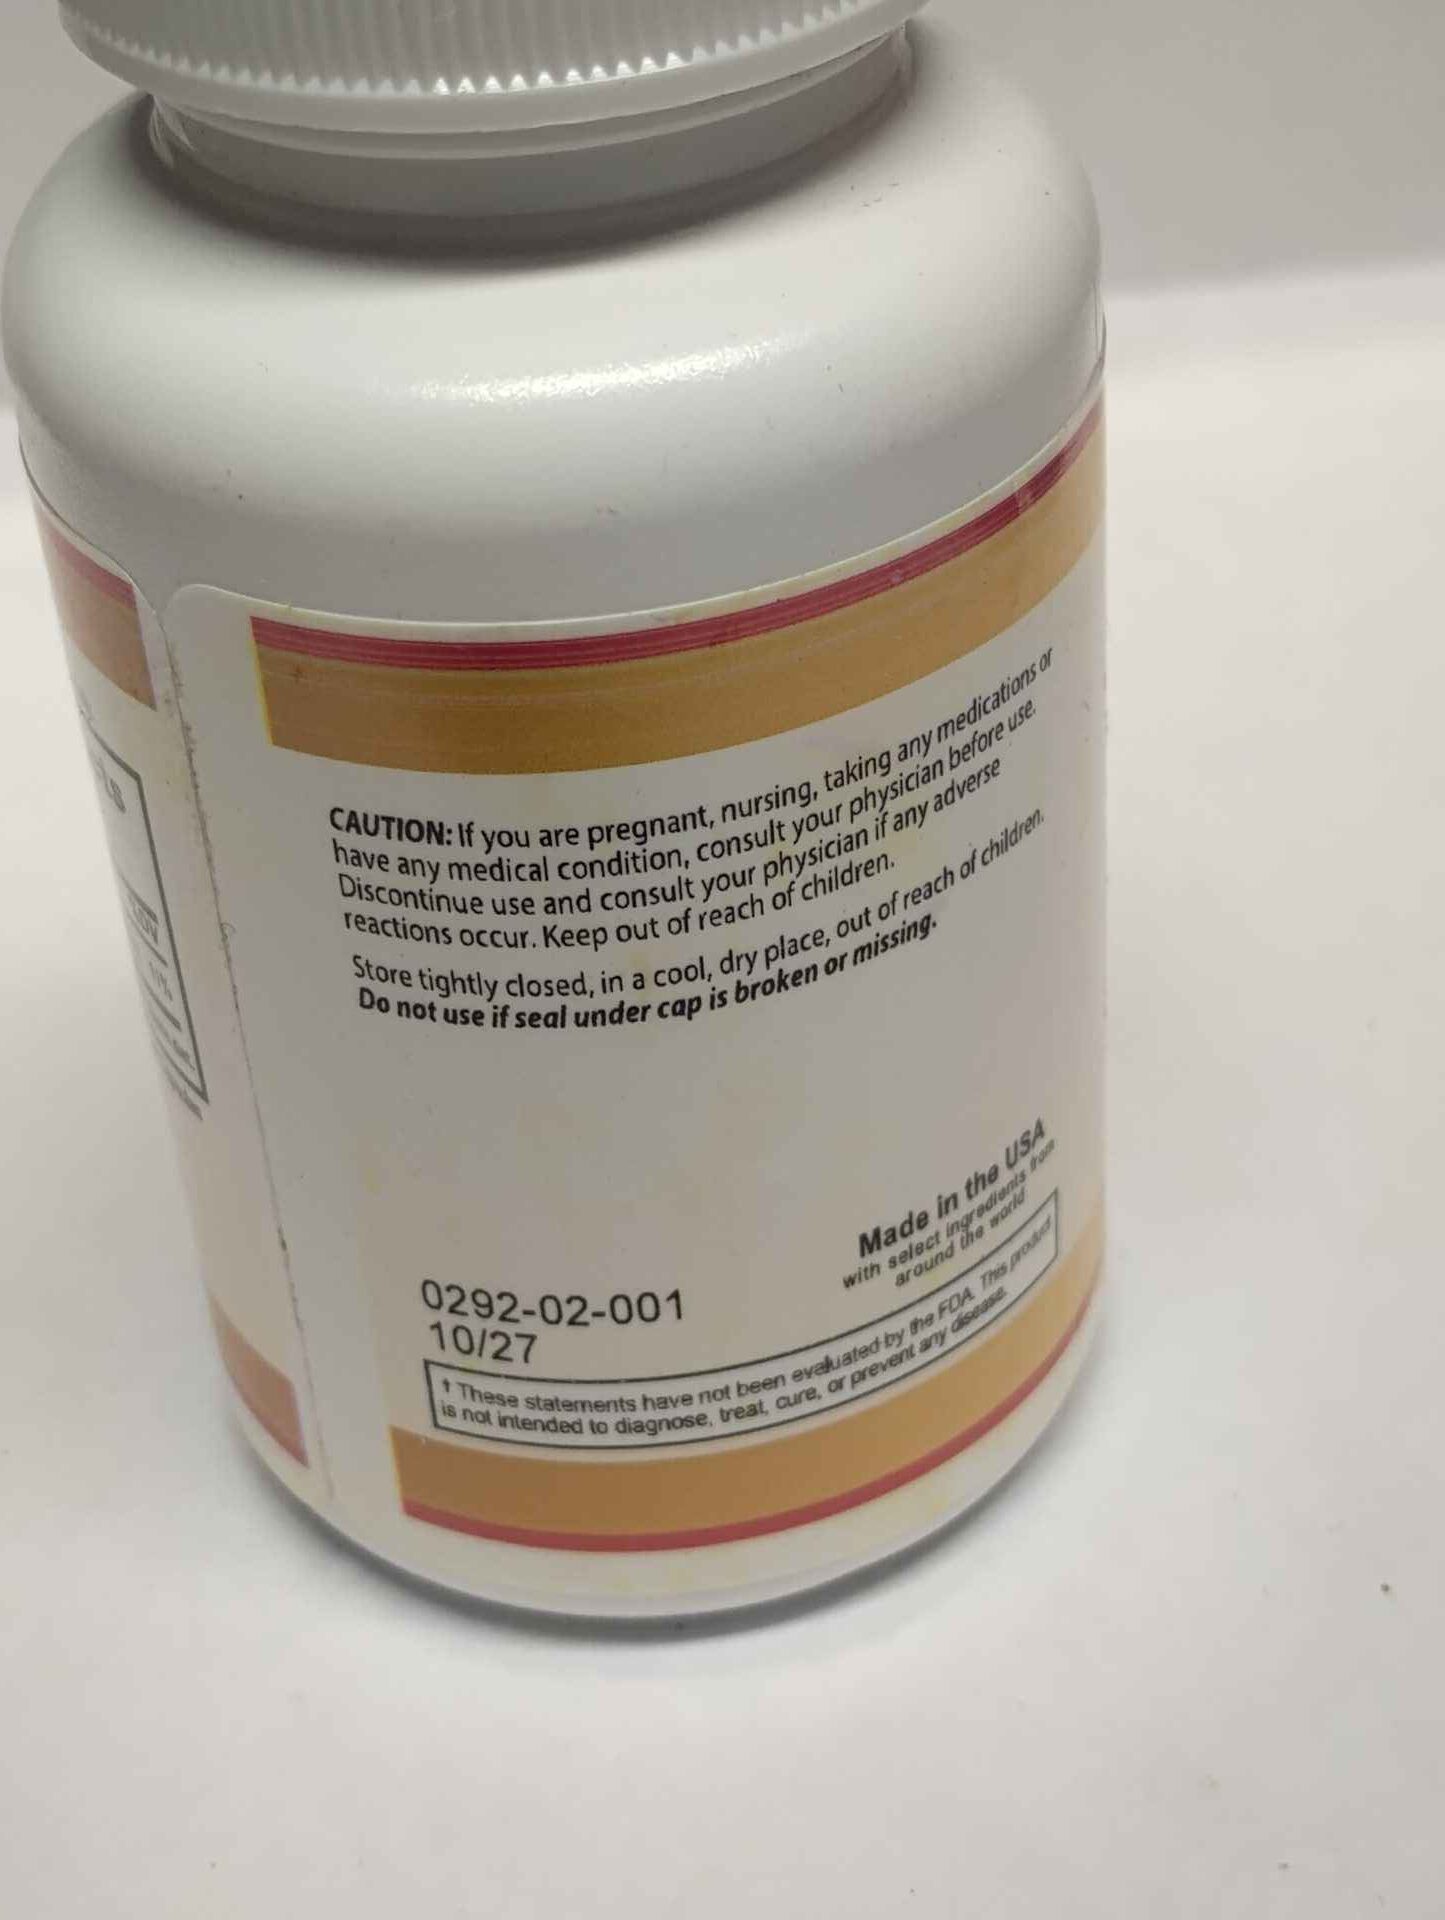 CAUTION: If you are pregnant, nursing, taking any medications or
have any medical condition, consult your physician before use.
Discontinue use and consult your physician if any adverse
reactions occur. Keep out of reach of children.
Store tightly closed, in a cool, dry place, out of reach of children.
Do not use if seal under cap is broken or missing.
Made in the USA
with select ingredients from
around the world
0292-02-001
10/27
† These statements have not been evaluated by the FDA. This product
is not intended to diagnose, treat, cure, or prevent any disease.